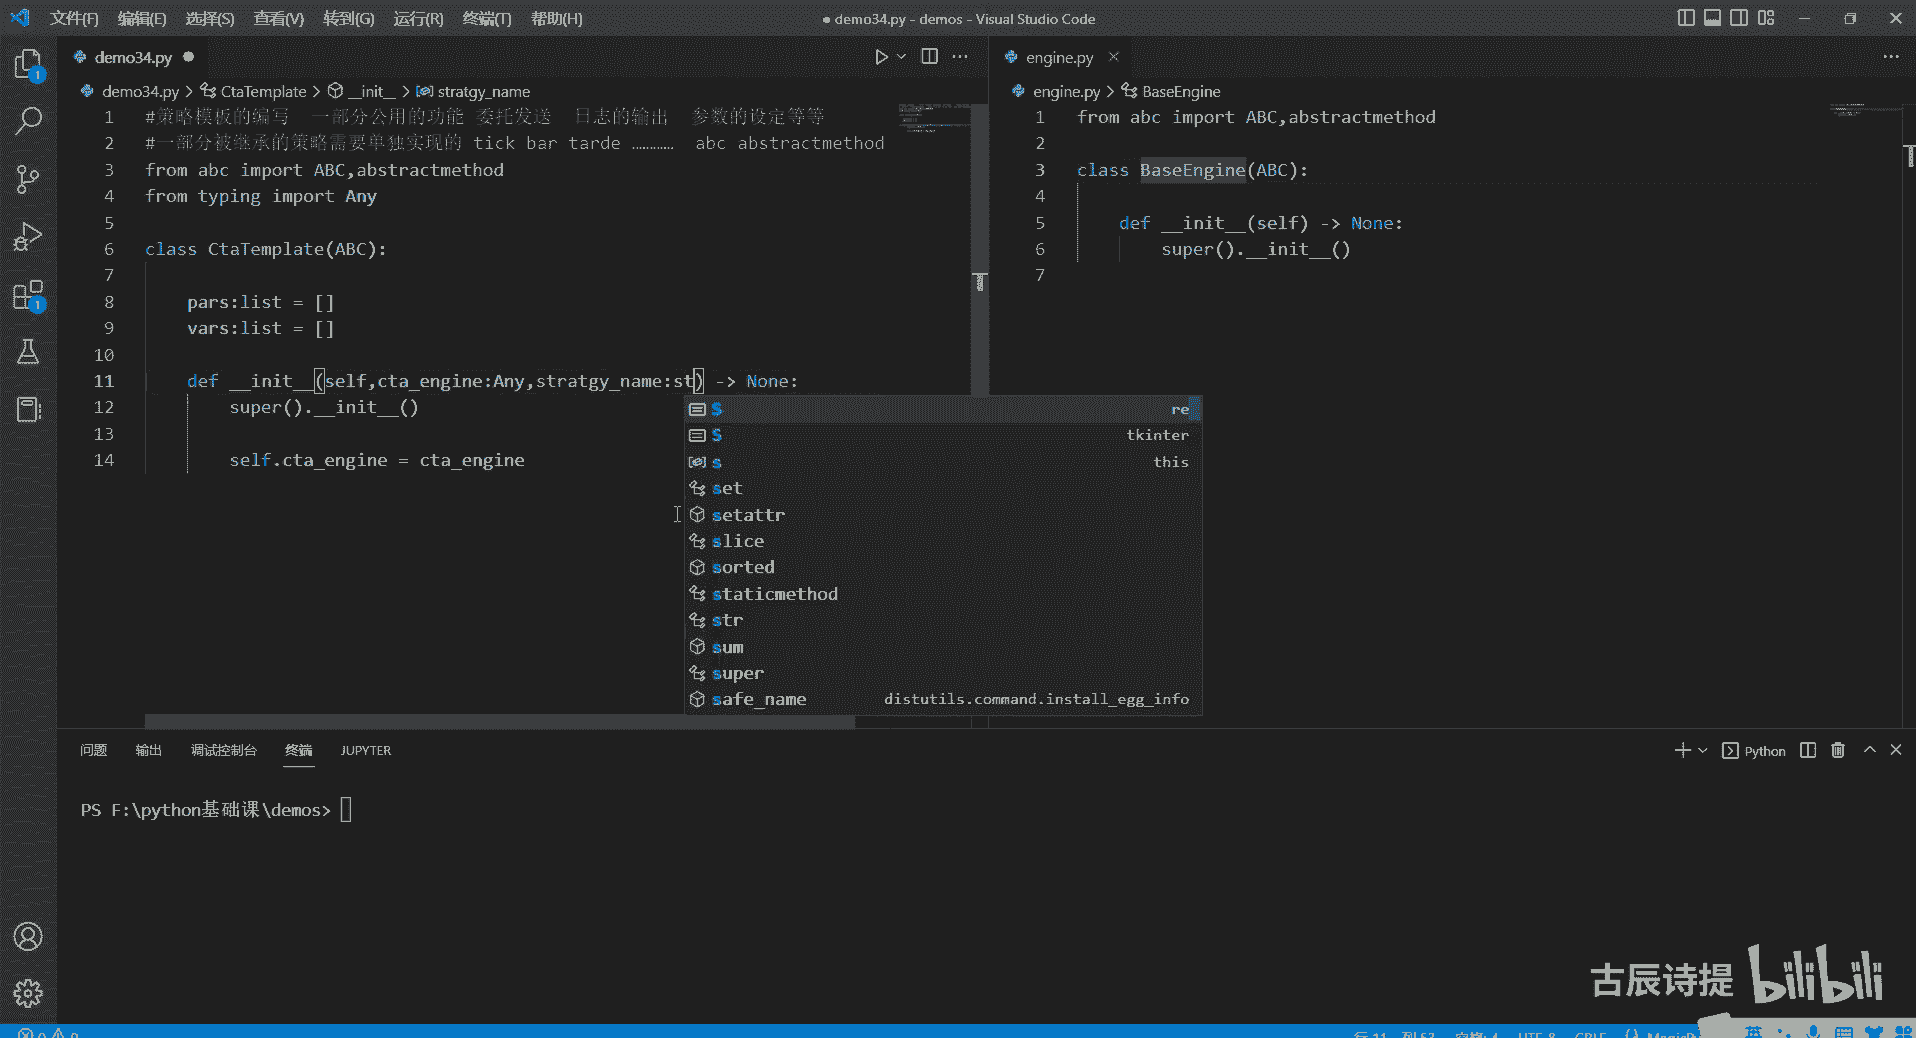 文件(F) 编辑(E) 选择(S) 查看(V) 转到(G) 运行(R) 终端(T) 帮助(H)
● demo34.py - demos - Visual Studio Code
demo34.py ●
demo34.py > CtaTemplate > __init__ > stratgy_name
1 #策略模板的编写 一部分公用的功能 委托发送 日志的输出 参数的设定等等
2 #一部分被继承的策略需要单独实现的 tick bar tarde ………… abc abstractmethod
3 from abc import ABC,abstractmethod
4 from typing import Any
5
6 class CtaTemplate(ABC):
7
8 pars:list = []
9 vars:list = []
10
11 def __init__(self,cta_engine:Any,stratgy_name:st) -> None:
12 super().__init__()
13
14 self.cta_engine = cta_engine
S re
S tkinter
s this
set
setattr
slice
sorted
staticmethod
str
sum
super
safe_name distutils.command.install_egg_info
engine.py ×
engine.py > BaseEngine
1 from abc import ABC,abstractmethod
2
3 class BaseEngine(ABC):
4
5 def __init__(self) -> None:
6 super().__init__()
7
问题 输出 调试控制台 终端 JUPYTER
Python
PS F:\python基础课\demos>
古辰诗提 bilibili
1
1
英